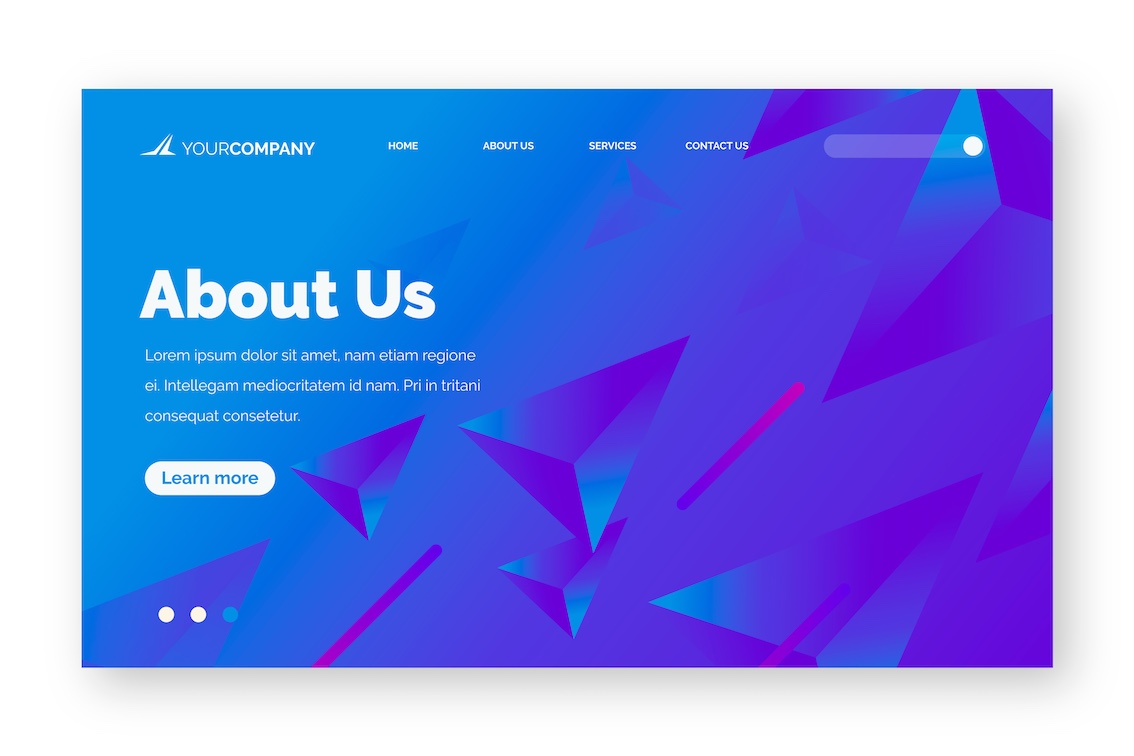 YOURCOMPANY
HOME
ABOUT US
SERVICES
CONTACT US
About Us
Lorem ipsum dolor sit amet, nam etiam regione
ei. Intellegam mediocritatem id nam. Pri in tritani
consequat consetetur.
Learn more